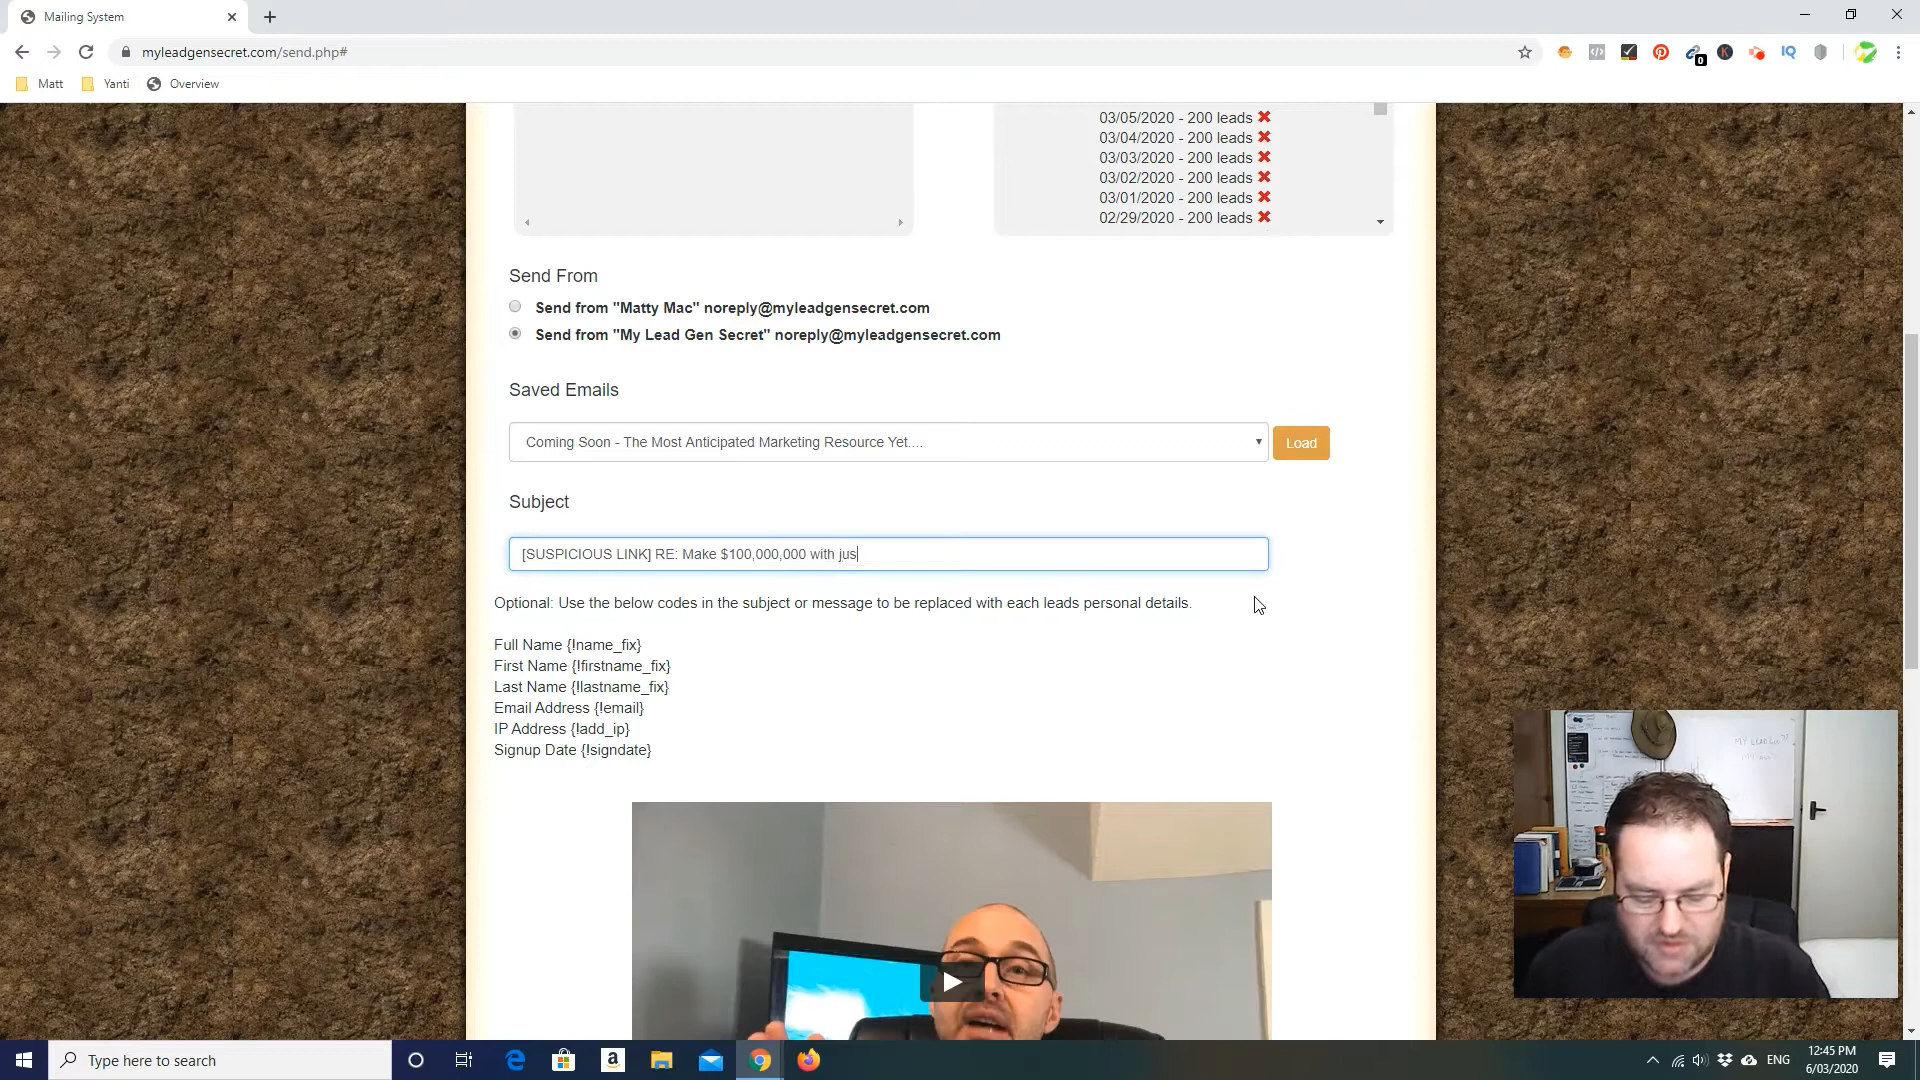 Mailing System
myleadgensecret.com/send.php#
0
IQ
Matt
Yanti
Overview
03/05/2020 - 200 leads
03/04/2020 - 200 leads
03/03/2020 - 200 leads
03/02/2020 - 200 leads
03/01/2020 - 200 leads
02/29/2020 - 200 leads
Send From
Send from "Matty Mac" noreply@myleadgensecret.com
Send from "My Lead Gen Secret" noreply@myleadgensecret.com
Saved Emails
Coming Soon - The Most Anticipated Marketing Resource Yet....
Load
Subject
[SUSPICIOUS LINK] RE: Make $100,000,000 with jus
Optional: Use the below codes in the subject or message to be replaced with each leads personal details.
Full Name {!name_fix}
First Name {!firstname_fix}
Last Name {!lastname_fix}
Email Address {!email}
IP Address {!add_ip}
Signup Date {!signdate}
Type here to search
ENG
12:45 PM
6/03/2020